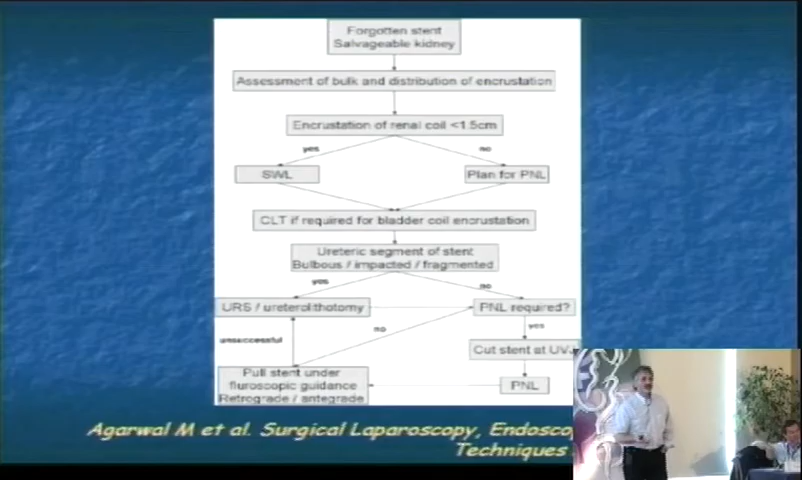 Forgotten stent
Salvageable kidney
Assessment of bulk and distribution of encrustation
Encrustation of renal coil <1.5cm
yes
no
SWL
Plan for PNL
CLT if required for bladder coil encrustation
Ureteric segment of stent
Bulbous / impacted / fragmented
yes
no
URS / ureterolithotomy
PNL required?
no
yes
unsuccessful
Cut stent at UVJ
Pull stent under
fluroscopic guidance
Retrograde / antegrade
PNL
Agarwal M et al. Surgical Laparoscopy, Endosco
Techniques